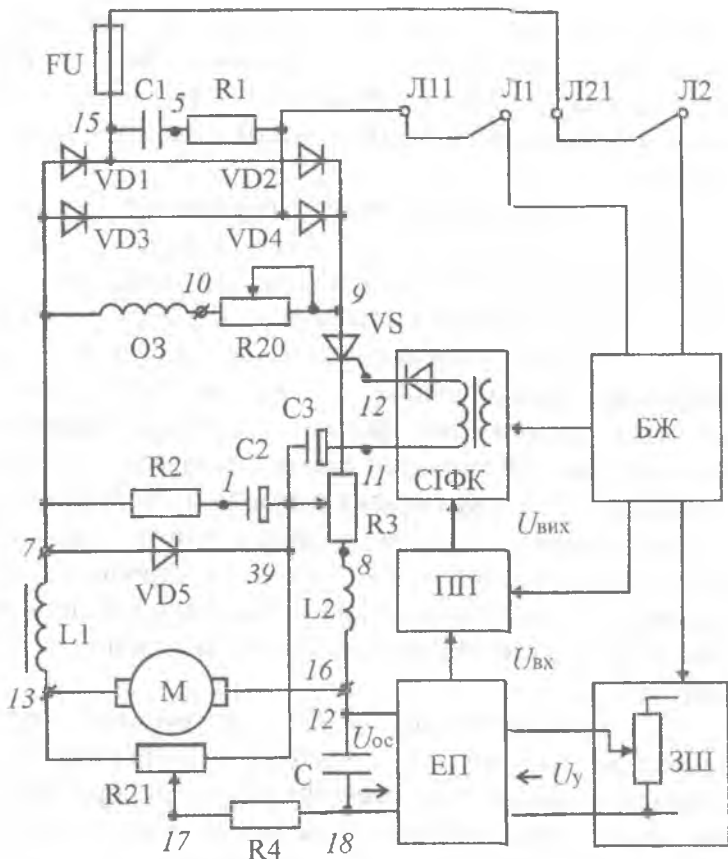 FU
C1
5
R1
15
Л11
Л1
Л21
Л2
VD1
VD2
VD3
VD4
10
9
ОЗ
R20
VS
12
C3
C2
R2
1
11
R3
СІФК
БЖ
Uвих
7
VD5
39
8
L2
ПП
L1
Uвх
13
М
16
12
Uос
R21
С
ЕП
Uу
ЗШ
17
R4
18